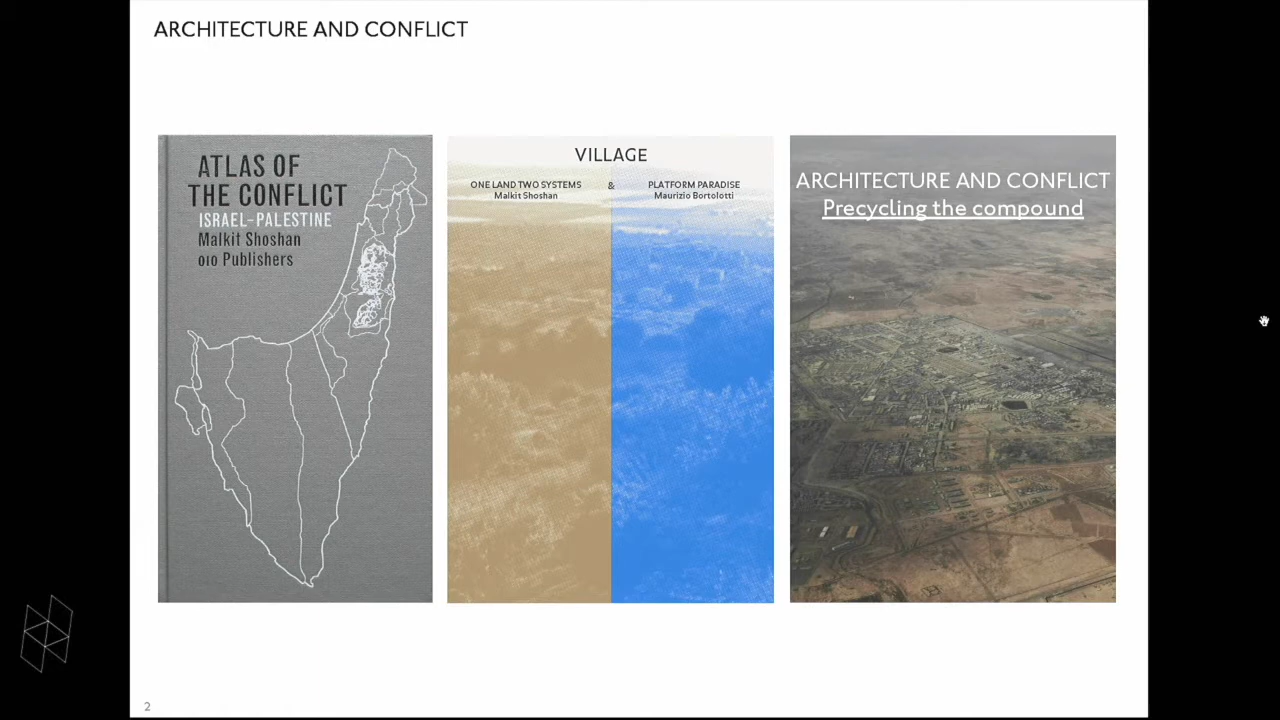 ARCHITECTURE AND CONFLICT
ATLAS OF
THE CONFLICT
ISRAEL-PALESTINE
Malkit Shoshan
010 Publishers
VILLAGE
ONE LAND TWO SYSTEMS
Malkit Shoshan
&
PLATFORM PARADISE
Maurizio Bortolotti
ARCHITECTURE AND CONFLICT
Precycling the compound
2